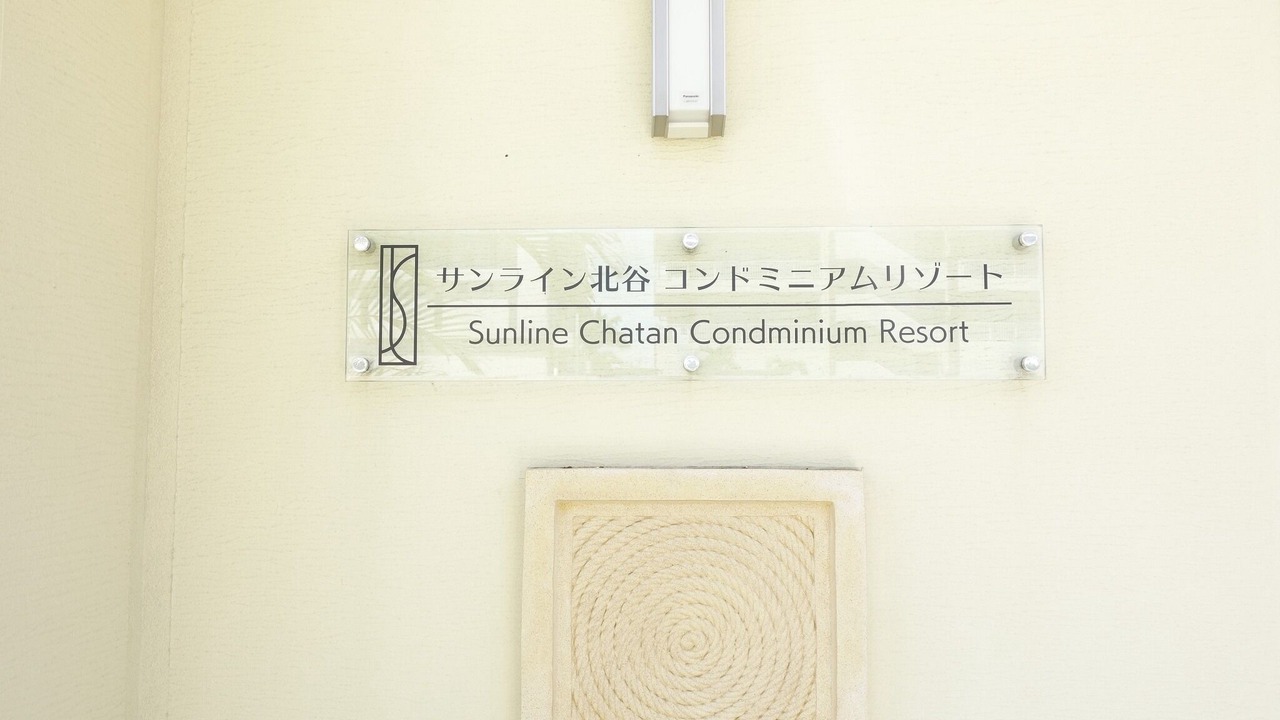 Panasonic
サンライン北谷 コンドミニアムリゾート
Sunline Chatan Condminium Resort